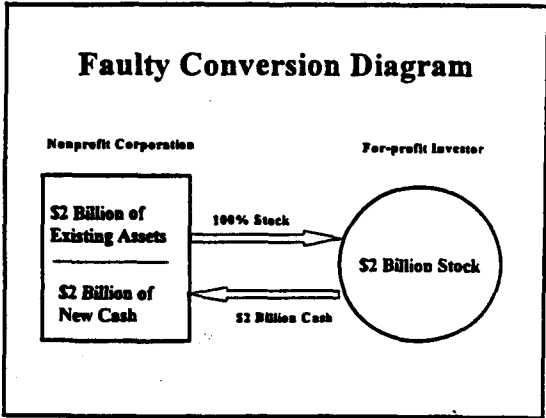 Faulty Conversion Diagram
Nonprofit Corporation
For-profit Investor
$2 Billion of
Existing Assets
100% Stock
$2 Billion Stock
$2 Billion of
New Cash
$2 Billion Cash